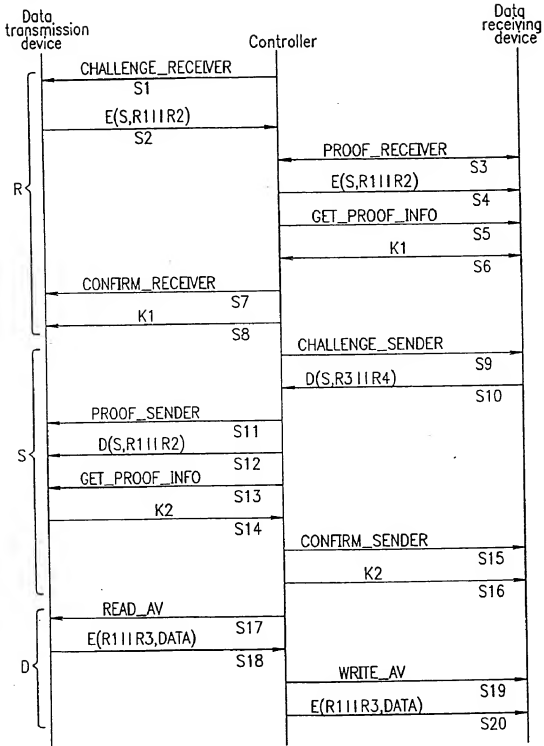 Data
transmission
device
Controller
Data
receiving
device
CHALLENGE_RECEIVER
S1
E(S,R1||R2)
S2
PROOF_RECEIVER
S3
E(S,R1||R2)
S4
GET_PROOF_INFO
S5
K1
S6
CONFIRM_RECEIVER
S7
K1
S8
R
CHALLENGE_SENDER
S9
D(S,R3||R4)
S10
PROOF_SENDER
S11
D(S,R1||R2)
S12
GET_PROOF_INFO
S13
K2
S14
CONFIRM_SENDER
S15
K2
S16
S
READ_AV
S17
E(R1||R3,DATA)
S18
WRITE_AV
S19
E(R1||R3,DATA)
S20
D